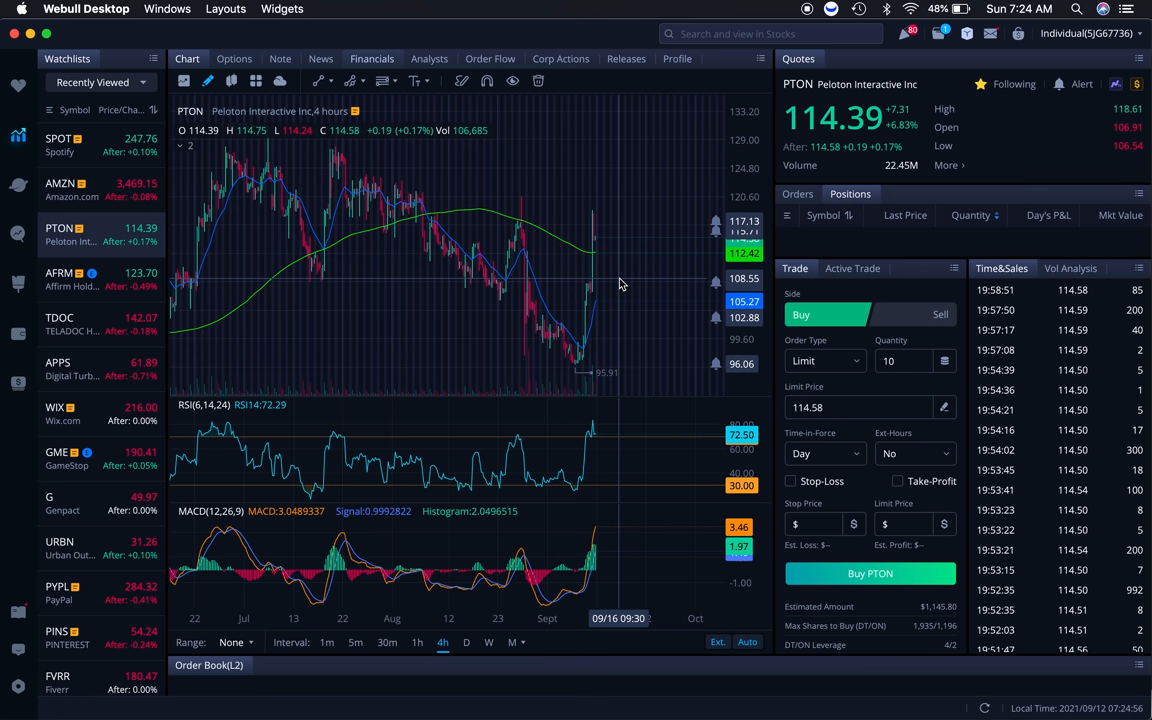 Webull Desktop Windows Layouts Widgets
48% Sun 7:24 AM
Search and view in Stocks
80 1 Individual(5JG67736)
Watchlists
Recently Viewed
Symbol Price/Cha...
SPOT 247.76
Spotify After: +0.10%
AMZN 3,469.15
Amazon.com After: -0.08%
PTON 114.39
Peloton Int... After: +0.17%
AFRM 123.70
Affirm Hold... After: -0.49%
TDOC 142.07
TELADOC H... After: -0.18%
APPS 61.89
Digital Turb... After: -0.71%
WIX 216.00
Wix.com After: 0.00%
GME 190.41
GameStop After: +0.05%
G 49.97
Genpact After: 0.00%
URBN 31.26
Urban Out... After: +0.10%
PYPL 284.32
PayPal After: -0.41%
PINS 54.24
PINTEREST After: -0.24%
FVRR 180.47
Fiverr After: 0.00%
Chart Options Note News Financials Analysts Order Flow Corp Actions Releases Profile
PTON Peloton Interactive Inc,4 hours
O 114.39 H 114.75 L 114.24 C 114.58 +0.19 (+0.17%) Vol 106,685
2
133.20
129.00
124.80
120.60
117.13
115.71
112.42
108.55
105.27
102.88
99.60
96.06
95.91
RSI(6,14,24) RSI14:72.29
72.50
60.00
40.00
30.00
MACD(12,26,9) MACD:3.0489337 Signal:0.9992822 Histogram:2.0496515
3.46
1.97
-1.00
22 Jul 13 22 Aug 12 23 Sept 09/16 09:30 Oct
Range: None Interval: 1m 5m 30m 1h 4h D W M Ext. Auto
Order Book(L2)
Quotes
PTON Peloton Interactive Inc Following Alert
114.39 +7.31
+6.83%
After: 114.58 +0.19 +0.17%
Volume 22.45M
High 118.61
Open 106.91
Low 106.54
More
Orders Positions
Symbol Last Price Quantity Day's P&L Mkt Value
Trade Active Trade
Side
Buy Sell
Order Type Quantity
Limit 10
Limit Price
114.58
Time-in-Force Ext-Hours
Day No
Stop-Loss Take-Profit
Stop Price Limit Price
$ $ $ $
Est. Loss: $-- Est. Profit: $--
Buy PTON
Estimated Amount $1,145.80
Max Shares to Buy (DT/ON) 1,935/1,196
DT/ON Leverage 4/2
Time&Sales Vol Analysis
19:58:51 114.58 85
19:57:50 114.59 200
19:57:17 114.59 40
19:57:08 114.59 2
19:54:39 114.50 5
19:54:36 114.50 1
19:54:21 114.50 5
19:54:16 114.50 17
19:54:02 114.50 300
19:53:45 114.50 18
19:53:41 114.54 100
19:53:23 114.50 8
19:53:22 114.50 5
19:53:21 114.54 200
19:53:15 114.50 7
19:52:35 114.50 992
19:52:35 114.51 8
19:52:03 114.51 2
19:51:47 114.56 50
Local Time: 2021/09/12 07:24:56